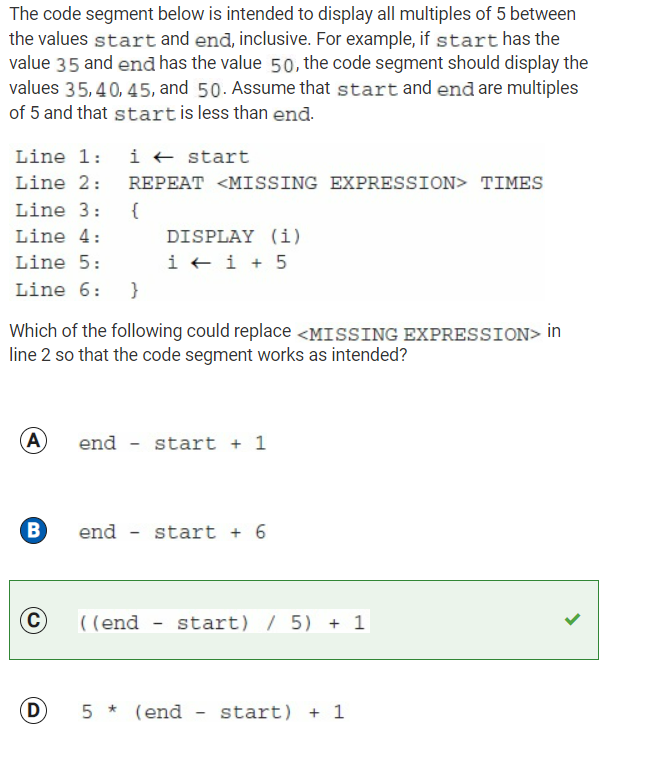 The code segment below is intended to display all multiples of 5 between
the values start and end, inclusive. For example, if start has the
value 35 and end has the value 50, the code segment should display the
values 35, 40, 45, and 50. Assume that start and end are multiples
of 5 and that start is less than end.
Line 1: i ← start
Line 2: REPEAT <MISSING EXPRESSION> TIMES
Line 3: {
Line 4: DISPLAY (i)
Line 5: i ← i + 5
Line 6: }
Which of the following could replace <MISSING EXPRESSION> in
line 2 so that the code segment works as intended?
A end - start + 1
B end - start + 6
C ((end - start) / 5) + 1
D 5 * (end - start) + 1